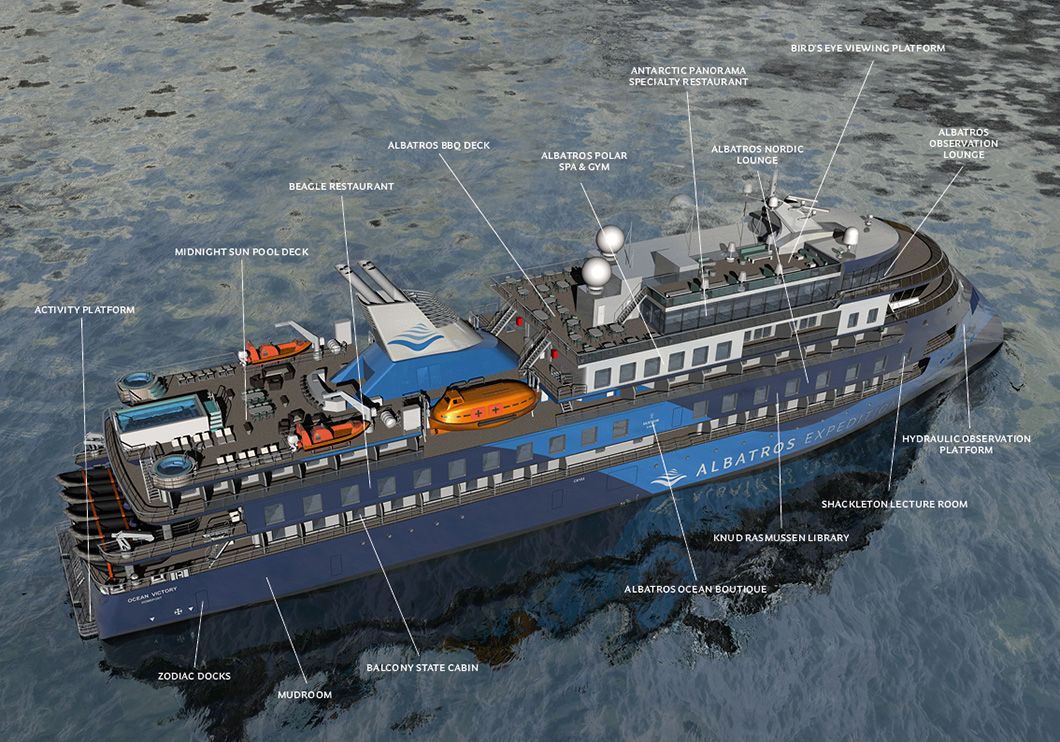 BIRD'S EYE VIEWING PLATFORM
ANTARCTIC PANORAMA
SPECIALTY RESTAURANT
ALBATROS
OBSERVATION
LOUNGE
ALBATROS BBQ DECK
ALBATROS NORDIC
LOUNGE
ALBATROS POLAR
SPA & GYM
BEAGLE RESTAURANT
MIDNIGHT SUN POOL DECK
ACTIVITY PLATFORM
HYDRAULIC OBSERVATION
PLATFORM
ALBATROS EXPEDITI
SHACKLETON LECTURE ROOM
KNUD RASMUSSEN LIBRARY
OCEAN VICTORY
ALBATROS OCEAN BOUTIQUE
BALCONY STATE CABIN
ZODIAC DOCKS
MUDROOM